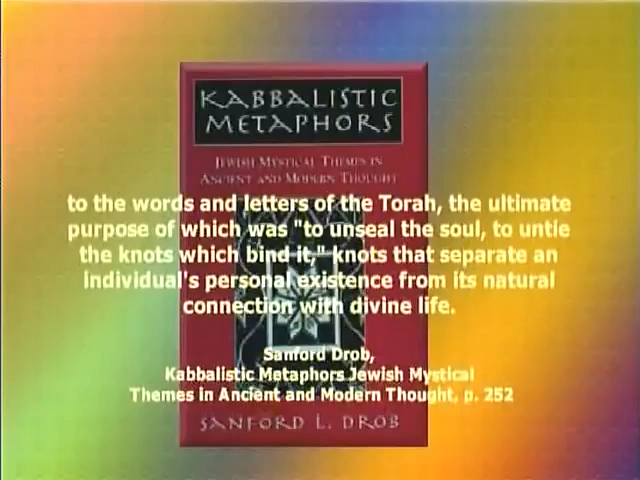 KABBALISTIC
METAPHORS
JEWISH MYSTICAL THEMES IN
ANCIENT AND MODERN THOUGHT
to the words and letters of the Torah, the ultimate
purpose of which was "to unseal the soul, to untie
the knots which bind it," knots that separate an
individual's personal existence from its natural
connection with divine life.
Sanford Drob,
Kabbalistic Metaphors Jewish Mystical
Themes in Ancient and Modern Thought, p. 252
SANFORD L. DROB